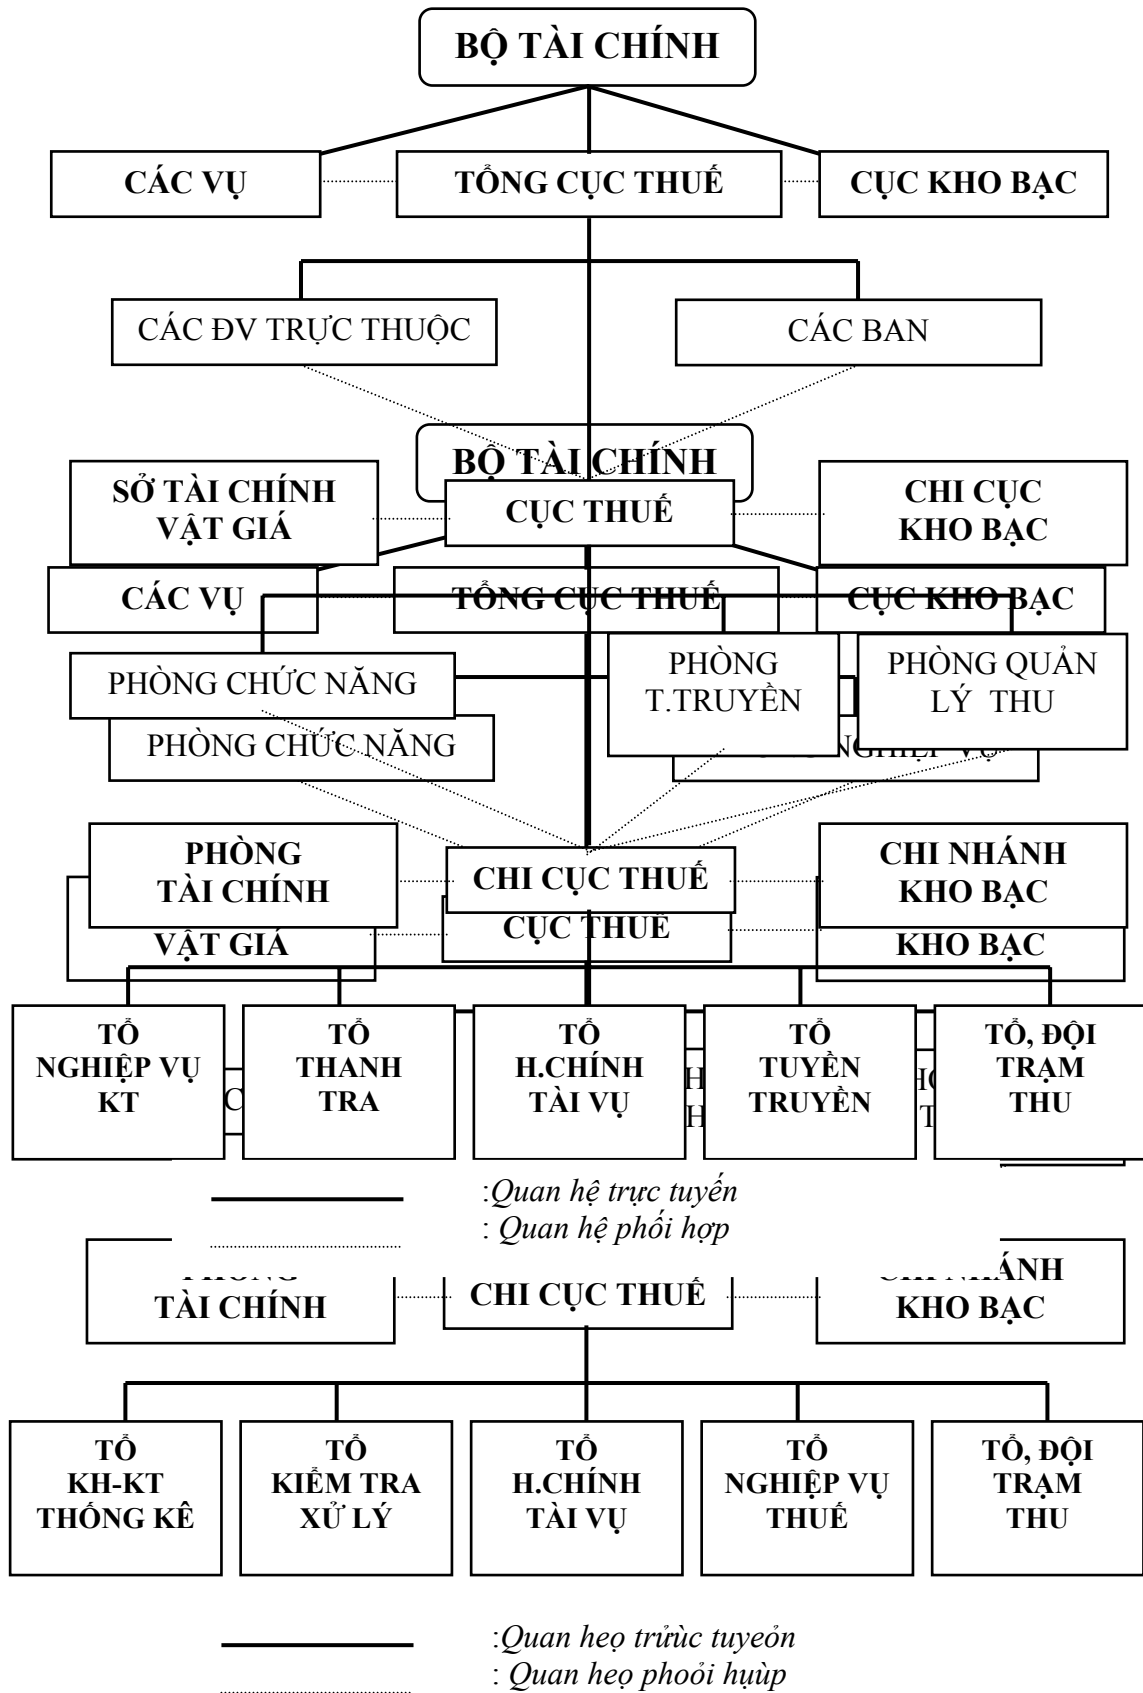 BỘ TÀI CHÍNH
CÁC VỤ
TỔNG CỤC THUẾ
CỤC KHO BẠC
CÁC ĐV TRỰC THUỘC
CÁC BAN
BỘ TÀI CHÍNH
SỞ TÀI CHÍNH
VẬT GIÁ
CỤC THUẾ
CHI CỤC
KHO BẠC
CÁC VỤ
TỔNG CỤC THUẾ
CỤC KHO BẠC
PHÒNG CHỨC NĂNG
PHÒNG
T.TRUYỀN
PHÒNG QUẢN
LÝ THU
PHÒNG CHỨC NĂNG
NGHIỆP VỤ
PHÒNG
TÀI CHÍNH
CHI CỤC THUẾ
CHI NHÁNH
KHO BẠC
VẬT GIÁ
CỤC THUẾ
KHO BẠC
TỔ
NGHIỆP VỤ
KT
TỔ
THANH
TRA
TỔ
H.CHÍNH
TÀI VỤ
TỔ
TUYỀN
TRUYỀN
TỔ, ĐỘI
TRẠM
THU
:Quan hệ trực tuyến
: Quan hệ phối hợp
PHÒNG
TÀI CHÍNH
CHI CỤC THUẾ
CHI NHÁNH
KHO BẠC
TỔ
KH-KT
THỐNG KÊ
TỔ
KIỂM TRA
XỬ LÝ
TỔ
H.CHÍNH
TÀI VỤ
TỔ
NGHIỆP VỤ
THUẾ
TỔ, ĐỘI
TRẠM
THU
:Quan heọ trửùc tuyeỏn
: Quan heọ phoỏi hụùp